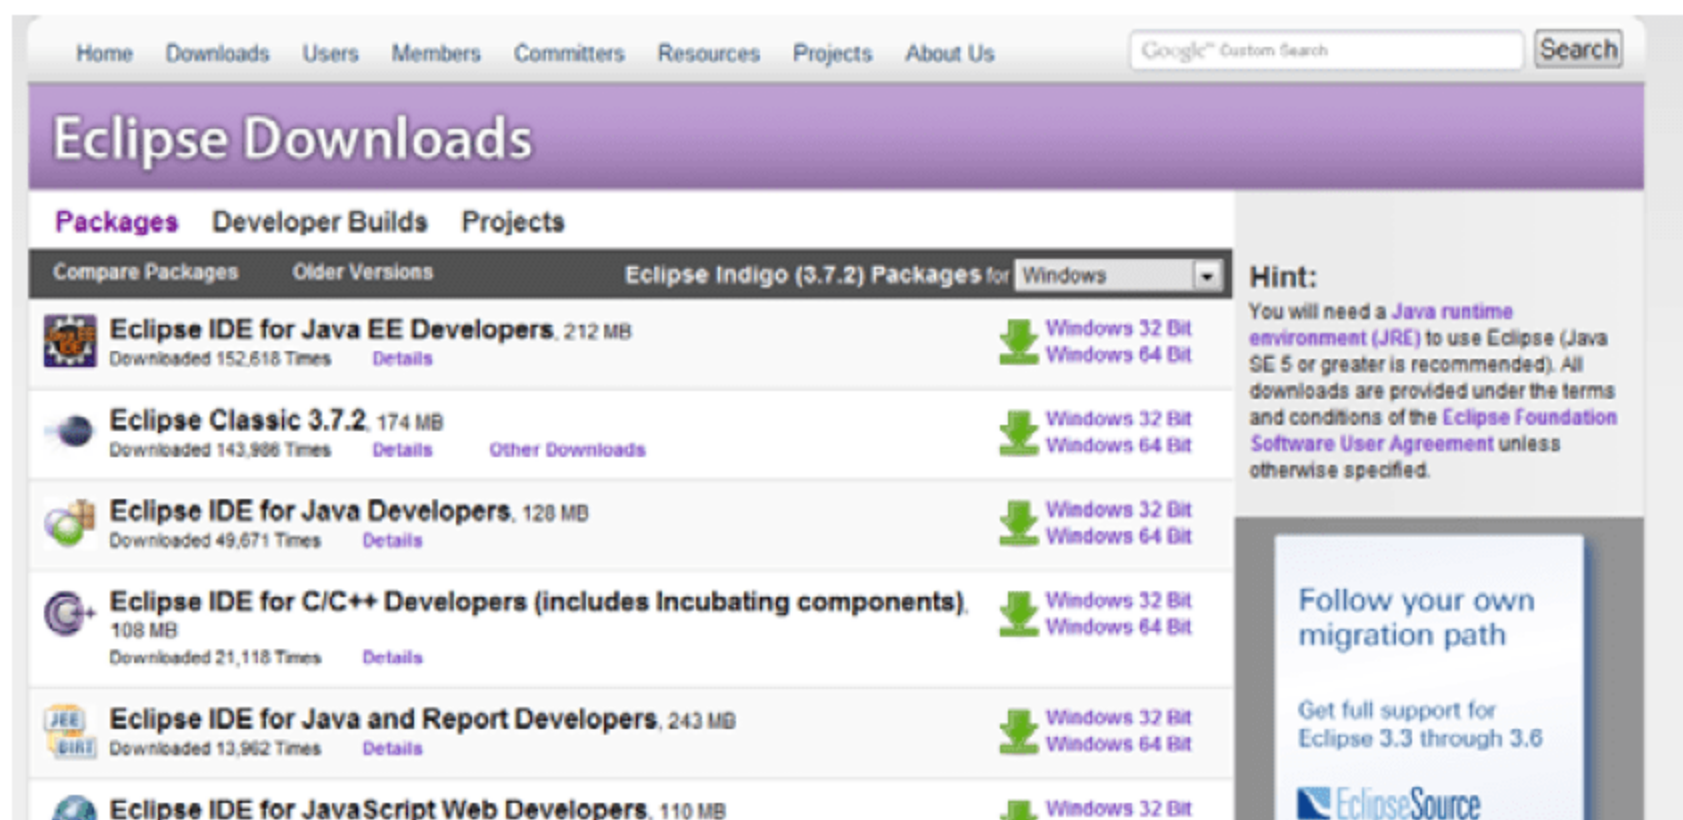 Home Downloads Users Members Committers Resources Projects About Us
Google™ Custom Search Search
Eclipse Downloads
Packages Developer Builds Projects
Compare Packages Older Versions Eclipse Indigo (3.7.2) Packages for Windows
Eclipse IDE for Java EE Developers, 212 MB
Downloaded 152,618 Times Details
Windows 32 Bit
Windows 64 Bit
Eclipse Classic 3.7.2, 174 MB
Downloaded 143,986 Times Details Other Downloads
Windows 32 Bit
Windows 64 Bit
Eclipse IDE for Java Developers, 128 MB
Downloaded 49,671 Times Details
Windows 32 Bit
Windows 64 Bit
Eclipse IDE for C/C++ Developers (includes Incubating components),
108 MB
Downloaded 21,118 Times Details
Windows 32 Bit
Windows 64 Bit
JEE
BIRT
Eclipse IDE for Java and Report Developers, 243 MB
Downloaded 13,962 Times Details
Windows 32 Bit
Windows 64 Bit
Eclipse IDE for JavaScript Web Developers, 110 MB
Windows 32 Bit
Hint:
You will need a Java runtime
environment (JRE) to use Eclipse (Java
SE 5 or greater is recommended). All
downloads are provided under the terms
and conditions of the Eclipse Foundation
Software User Agreement unless
otherwise specified.
Follow your own
migration path
Get full support for
Eclipse 3.3 through 3.6
EclipseSource